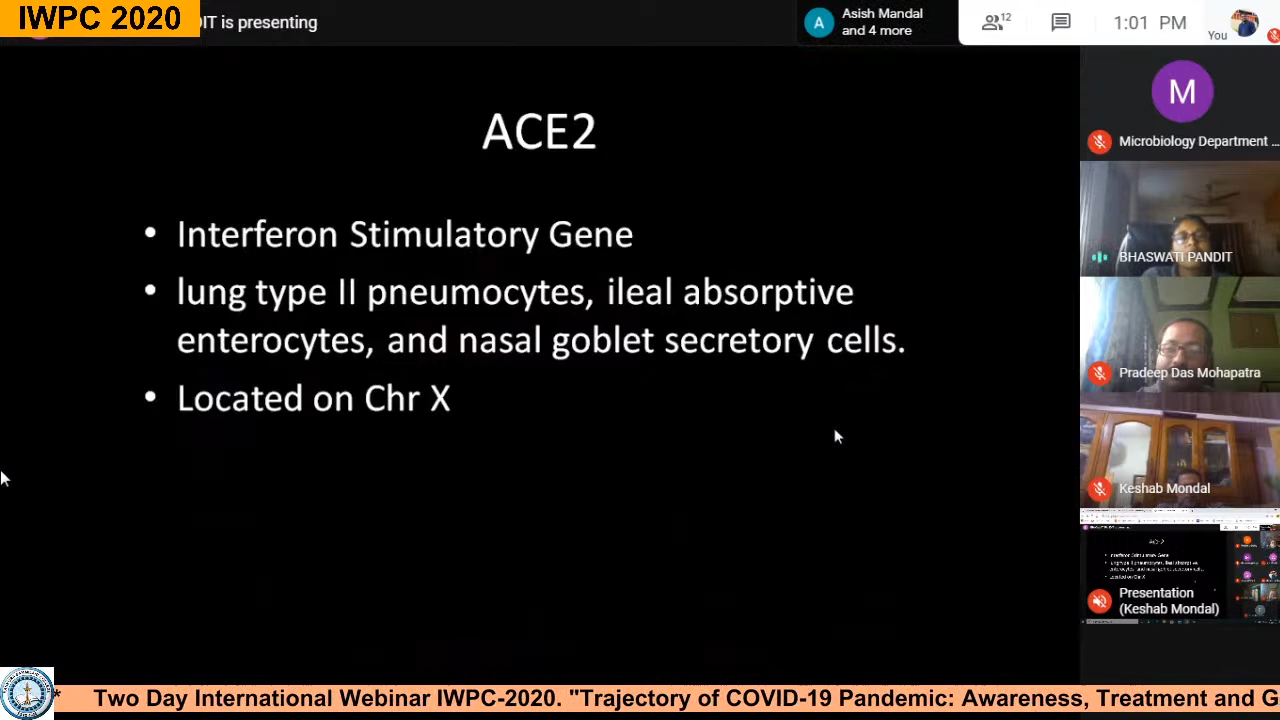 IWPC 2020
DIT is presenting
A
Asish Mandal
and 4 more
12
1:01 PM
You
ACE2
• Interferon Stimulatory Gene
• lung type II pneumocytes, ileal absorptive
enterocytes, and nasal goblet secretory cells.
• Located on Chr X
M
Microbiology Department ...
BHASWATI PANDIT
Pradeep Das Mohapatra
Keshab Mondal
Presentation
(Keshab Mondal)
* Two Day International Webinar IWPC-2020. "Trajectory of COVID-19 Pandemic: Awareness, Treatment and G